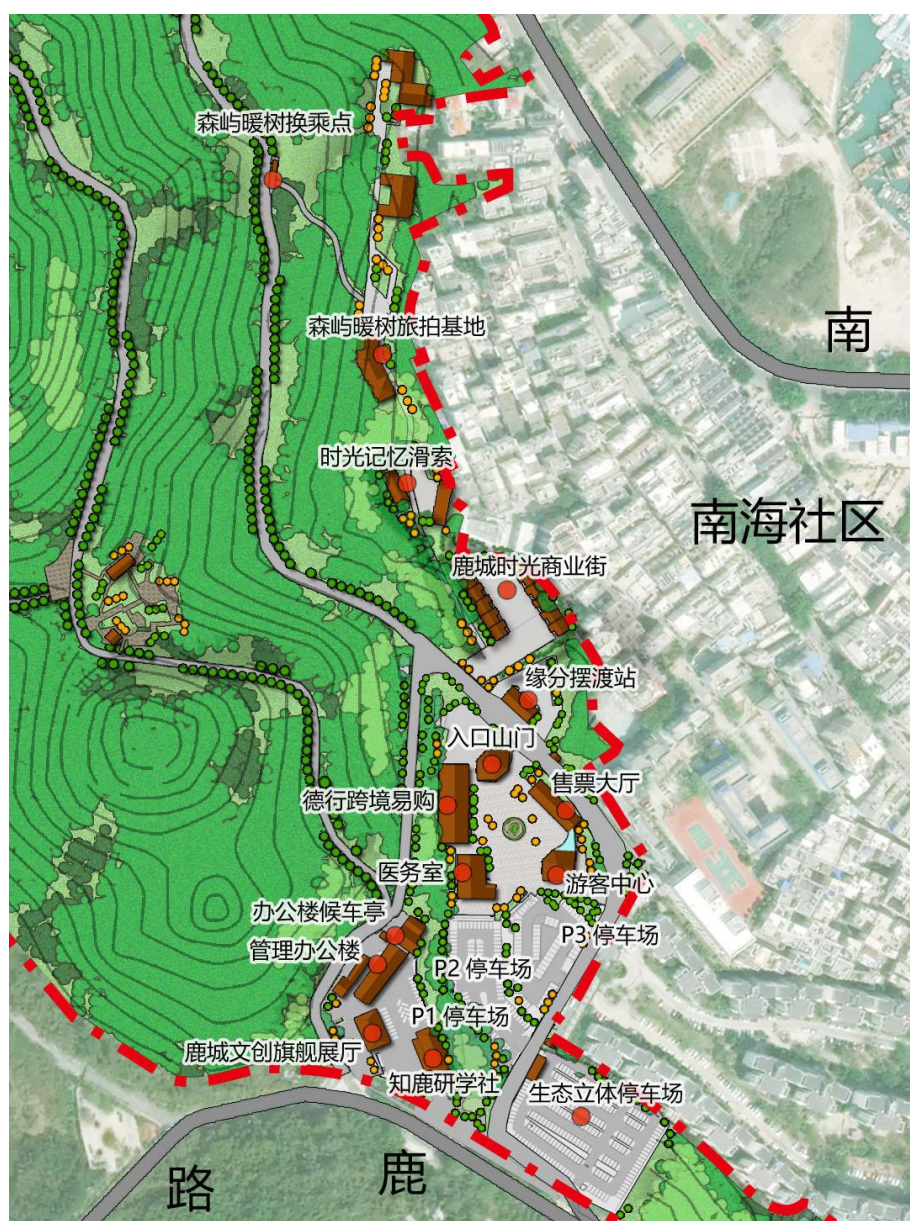 森屿暖树换乘点
森屿暖树旅拍基地
南
时光记忆滑索
南海社区
鹿城时光商业街
缘分摆渡站
入口山门
售票大厅
德行跨境易购
医务室
游客中心
办公楼候车亭
P3 停车场
管理办公楼
P2 停车场
P1 停车场
鹿城文创旗舰展厅
知鹿研学社
生态立体停车场
鹿
路